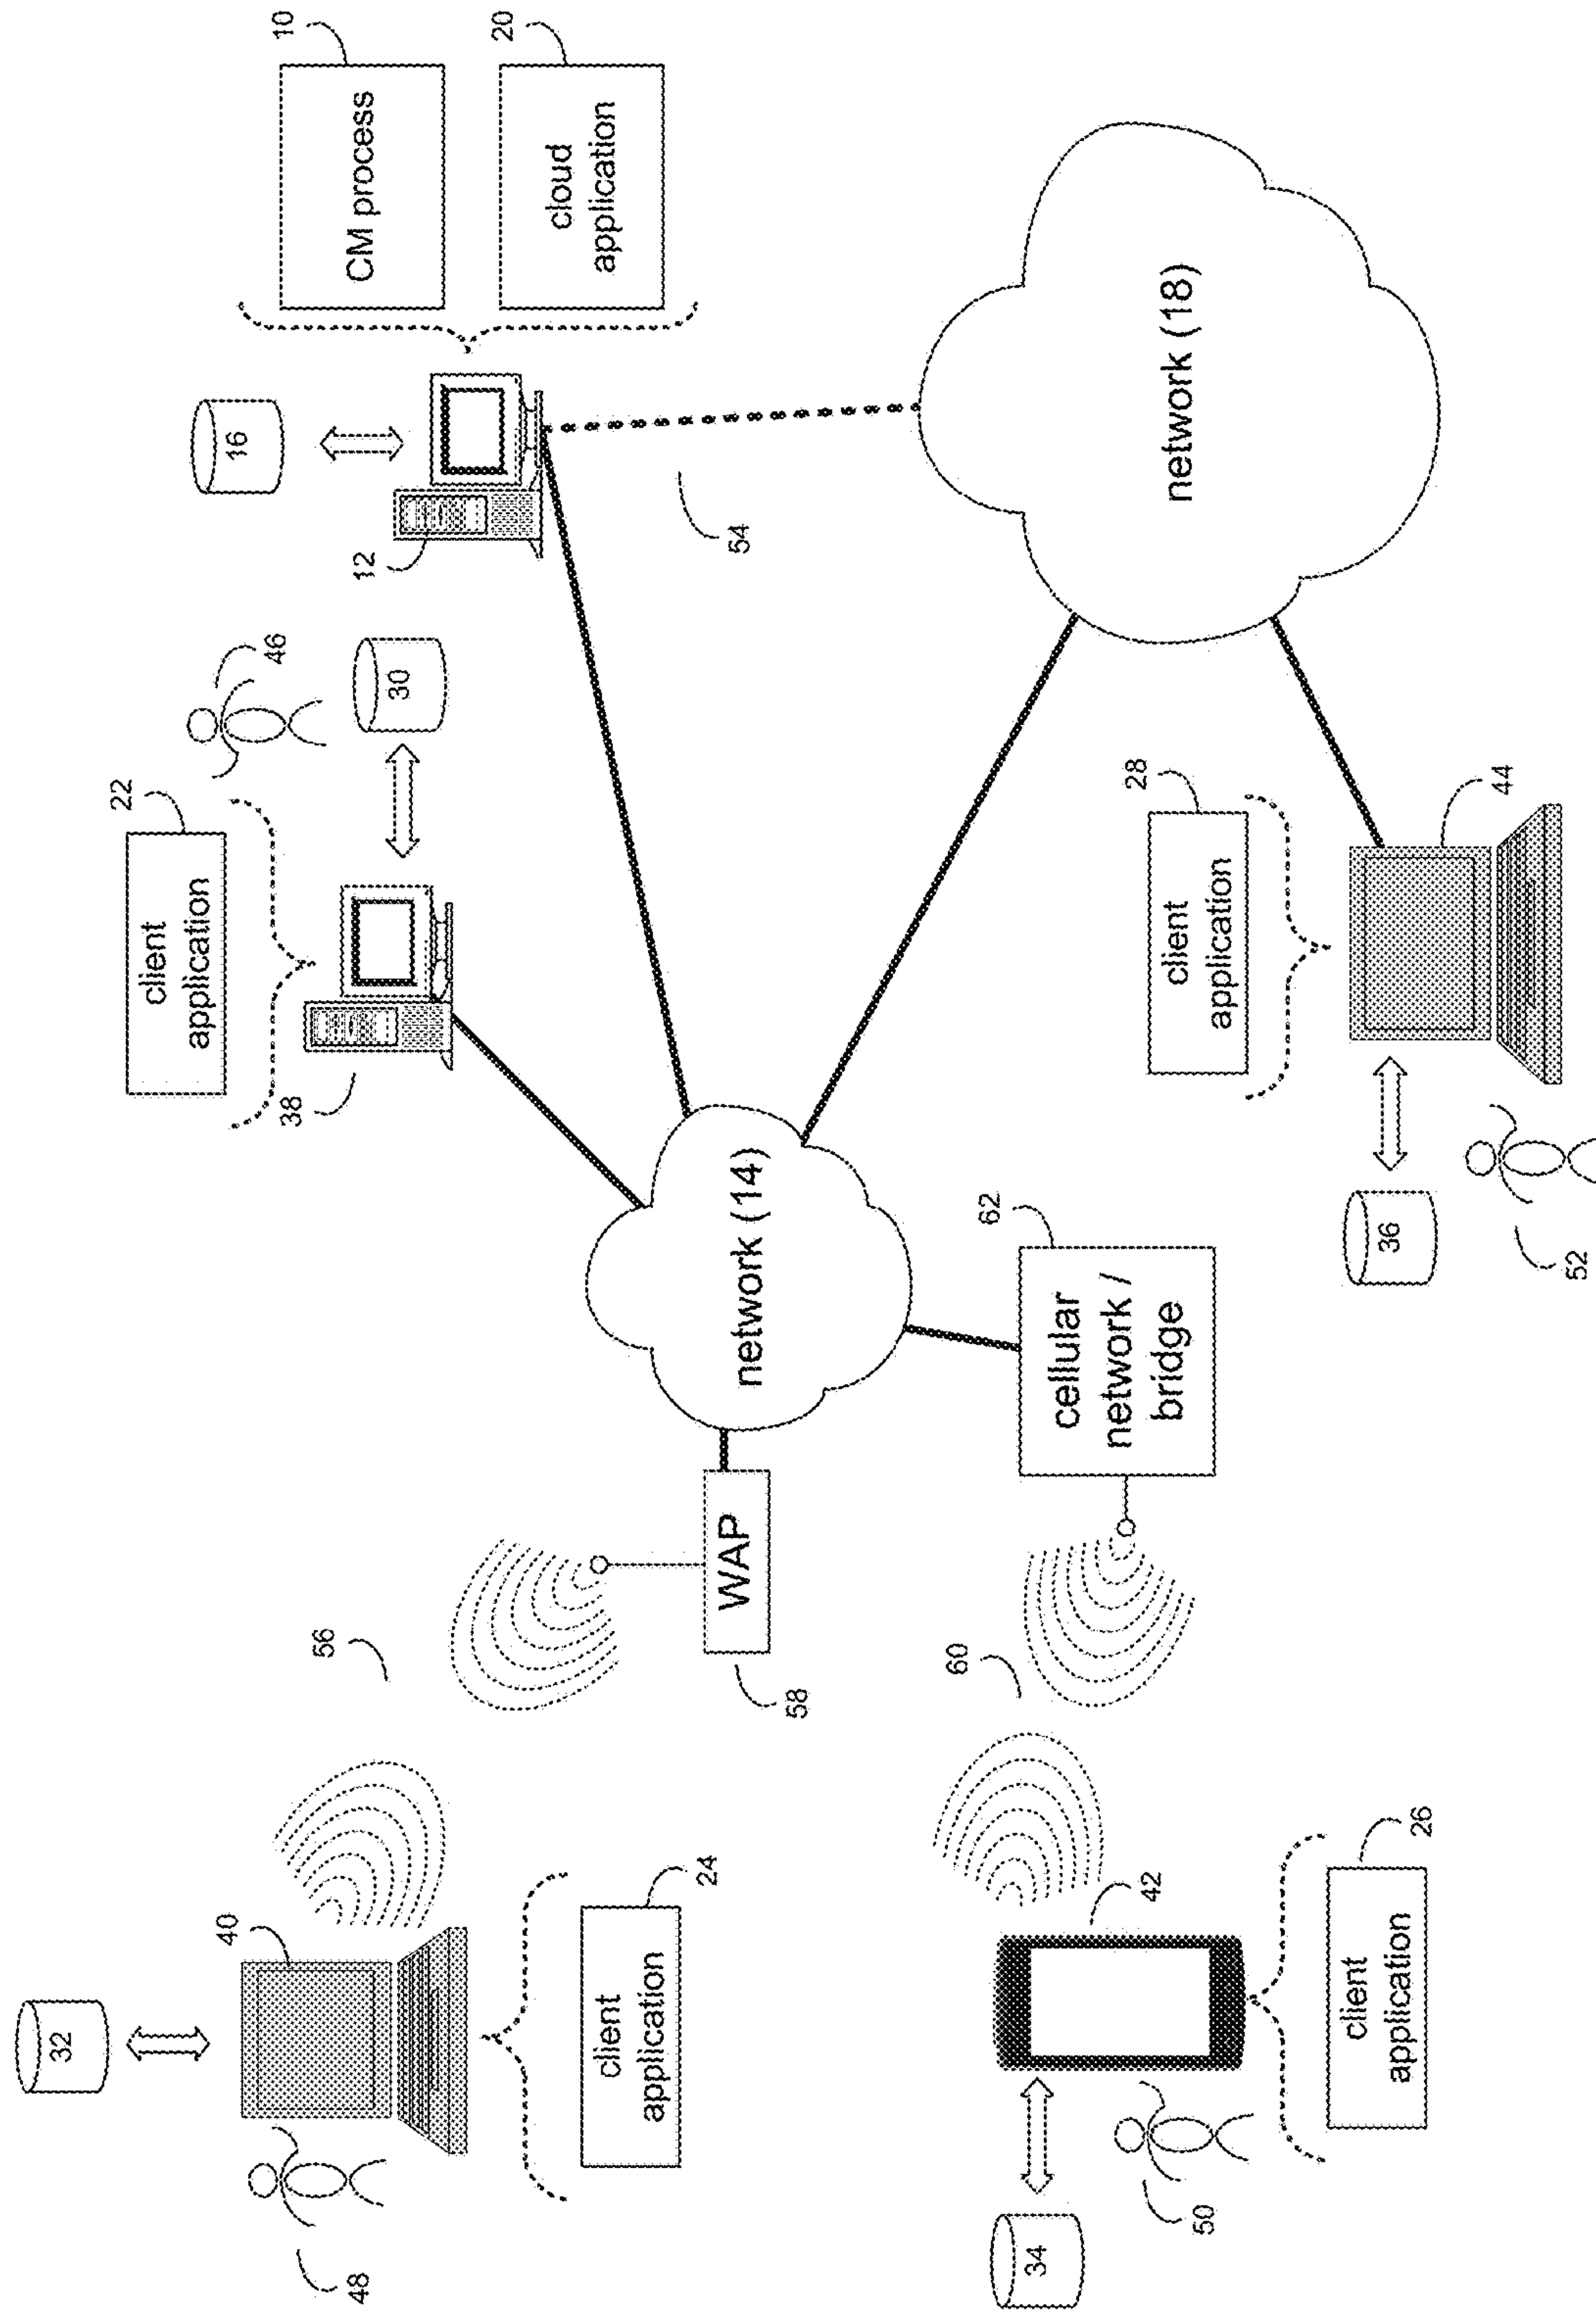 32
40
48
client
application
24
56
WAP
58
22
client
application
38
46
30
16
12
CM process
10
cloud
application
20
54
network (14)
network (18)
cellular
network /
bridge
62
60
34
42
50
client
application
26
28
client
application
44
36
52